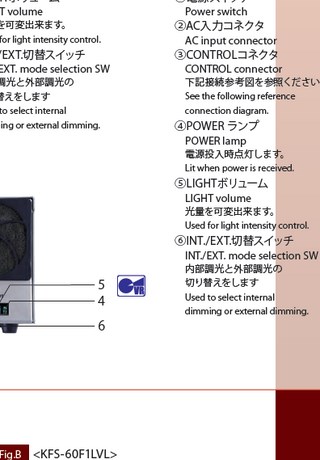 T volume
を可変出来ます。
for light intensity control.
/EXT.切替スイッチ
EXT. mode selection SW
調光と外部調光の
替えをします
to select internal
ing or external dimming.
Power switch
②AC入力コネクタ
AC input connector
③CONTROLコネクタ
CONTROL connector
下記接続参考図を参照ください
See the following reference
connection diagram.
④POWER ランプ
POWER lamp
電源投入時点灯します。
Lit when power is received.
⑤LIGHTボリューム
LIGHT volume
光量を可変出来ます。
Used for light intensity control.
⑥INT./EXT.切替スイッチ
INT./EXT. mode selection SW
内部調光と外部調光の
切り替えをします
Used to select internal
dimming or external dimming.
5
4
6
VR
Fig.B <KFS-60F1LVL>